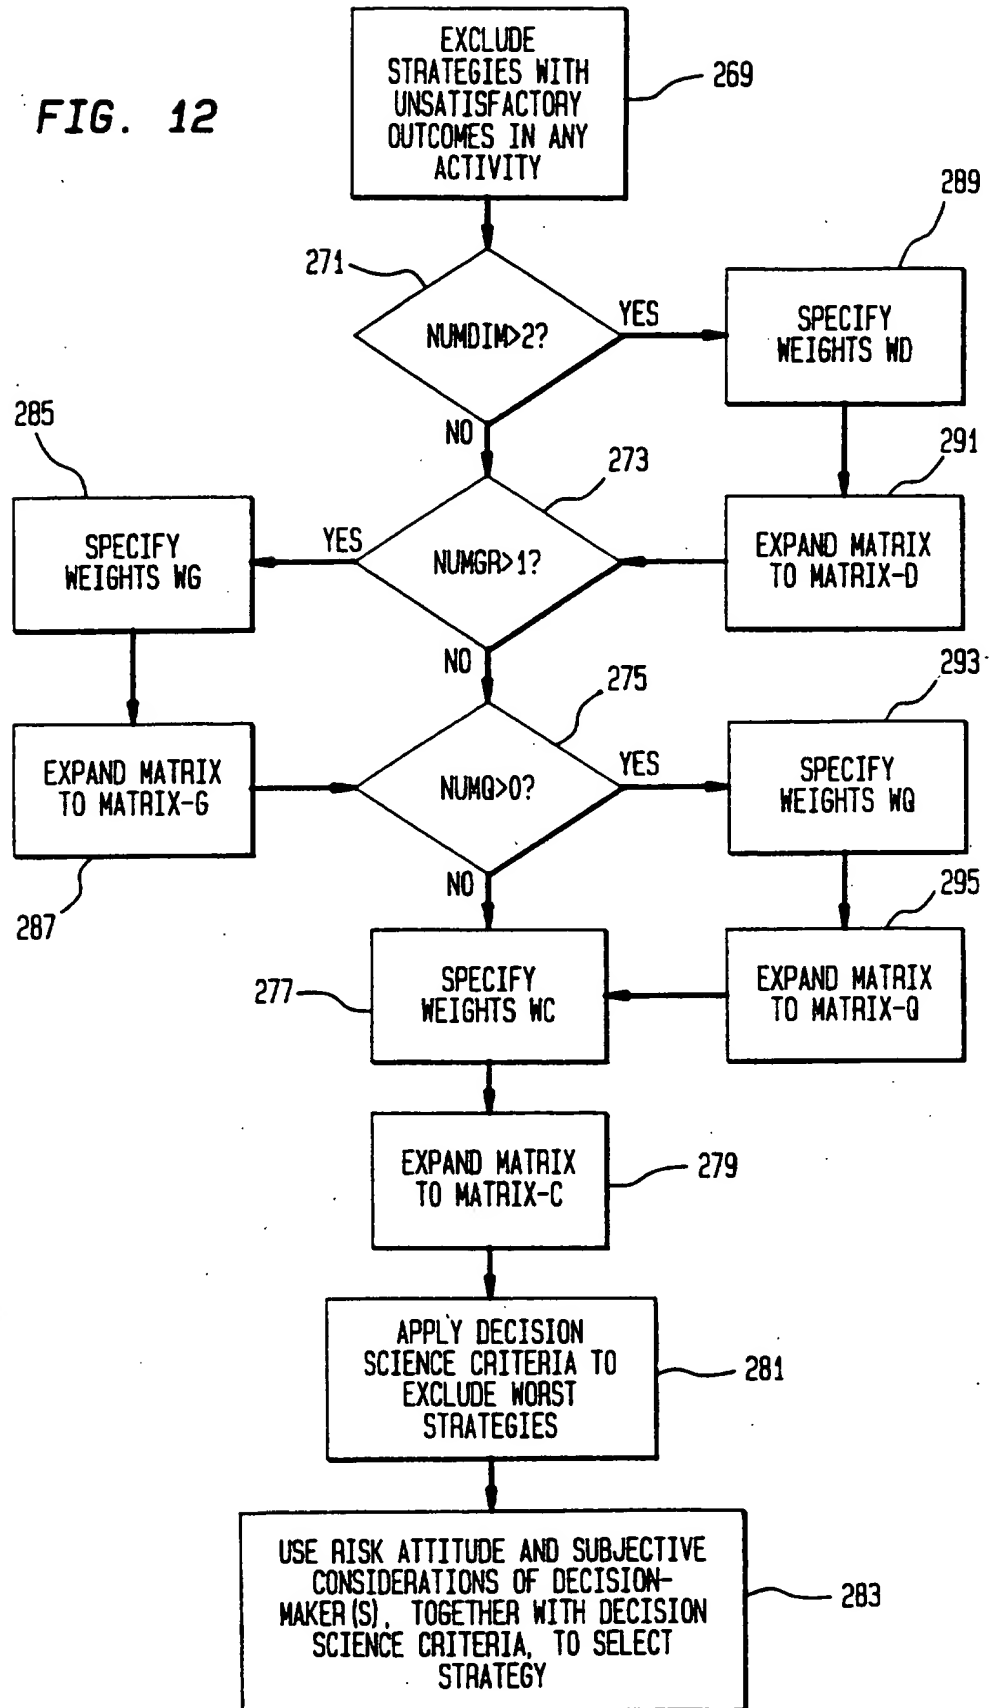 FIG. 12
EXCLUDE
STRATEGIES WITH
UNSATISFACTORY
OUTCOMES IN ANY
ACTIVITY
269
271
NUMDIM>2?
YES
NO
289
SPECIFY
WEIGHTS WD
291
EXPAND MATRIX
TO MATRIX-D
273
NUMGR>1?
YES
NO
285
SPECIFY
WEIGHTS WG
EXPAND MATRIX
TO MATRIX-G
287
275
NUMQ>0?
YES
NO
293
SPECIFY
WEIGHTS WQ
295
EXPAND MATRIX
TO MATRIX-Q
277
SPECIFY
WEIGHTS WC
EXPAND MATRIX
TO MATRIX-C
279
APPLY DECISION
SCIENCE CRITERIA TO
EXCLUDE WORST
STRATEGIES
281
USE RISK ATTITUDE AND SUBJECTIVE
CONSIDERATIONS OF DECISION-
MAKER(S), TOGETHER WITH DECISION
SCIENCE CRITERIA, TO SELECT
STRATEGY
283